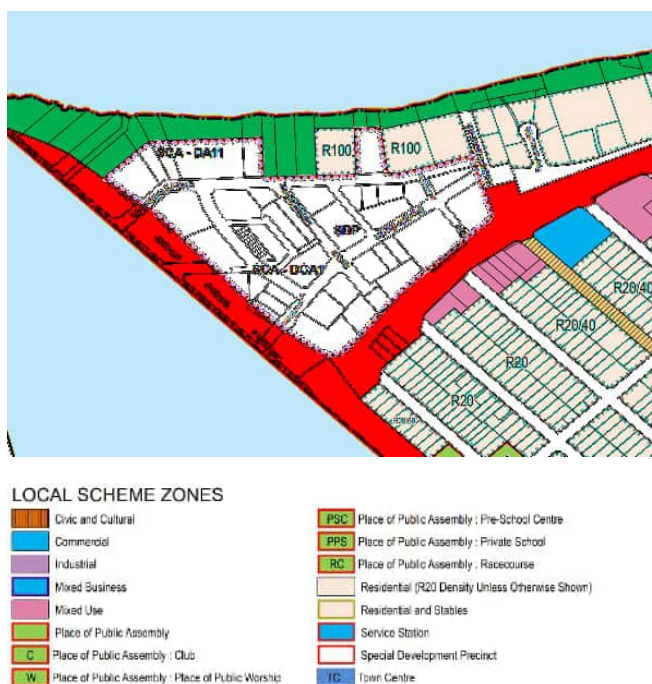 SCA - DA11
R100
R100
SDP
SCA - DCA1
R20/40
R20/40
R20
R20
LOCAL SCHEME ZONES
Civic and Cultural
Commercial
Industrial
Mixed Business
Mixed Use
Place of Public Assembly
C Place of Public Assembly : Club
W Place of Public Assembly : Place of Public Worship
PSC Place of Public Assembly : Pre-School Centre
PPS Place of Public Assembly : Private School
RC Place of Public Assembly : Racecourse
Residential (R20 Density Unless Otherwise Shown)
Residential and Stables
Service Station
Special Development Precinct
TC Town Centre